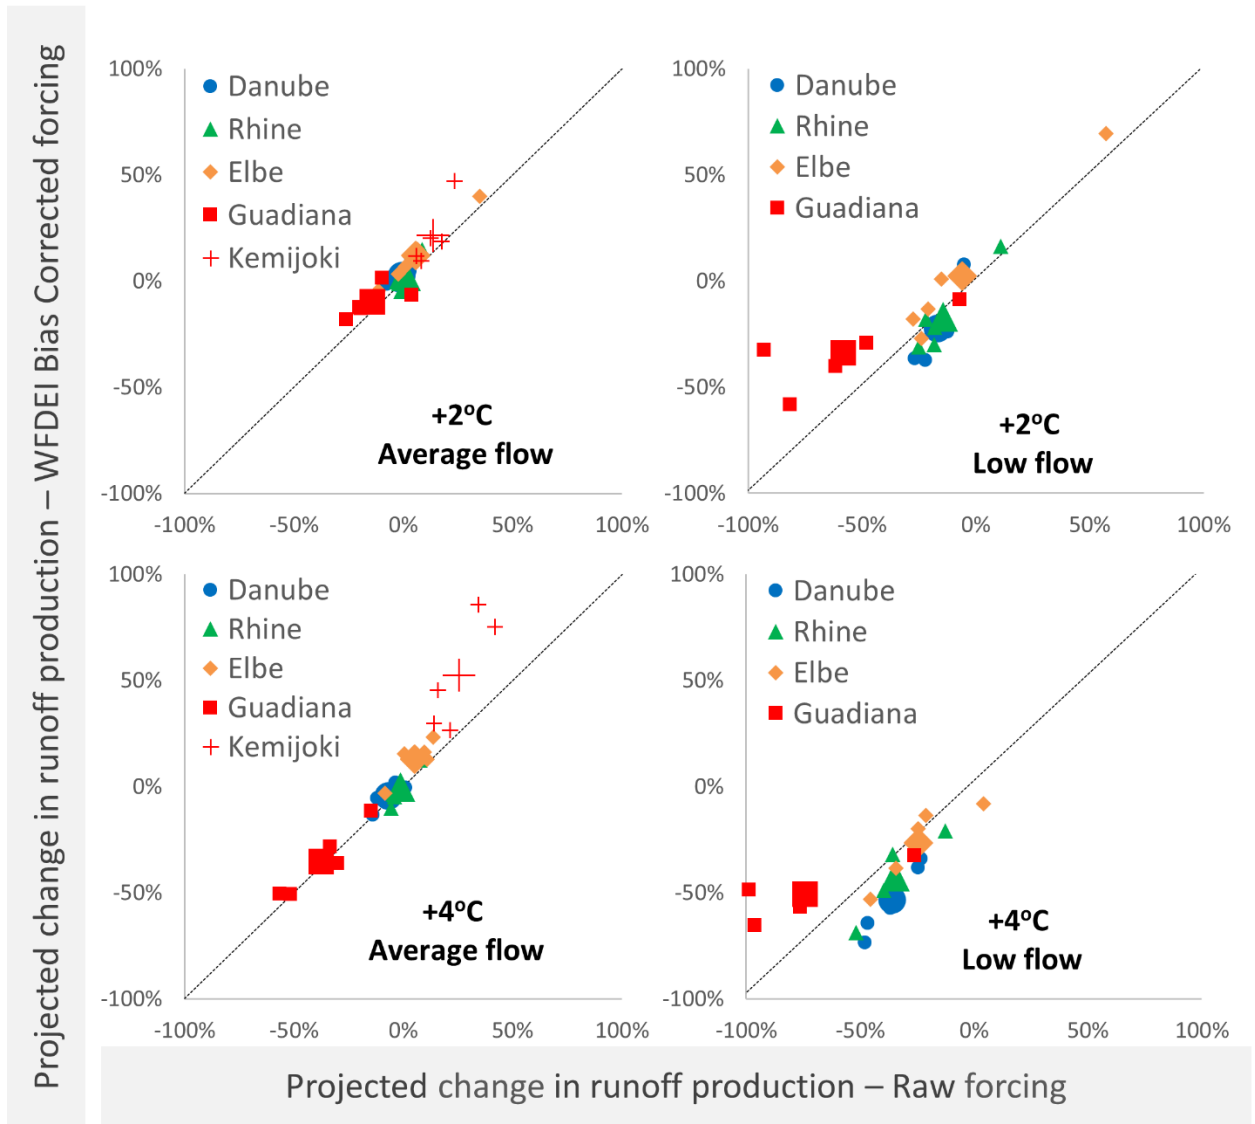 Projected change in runoff production – WFDEI Bias Corrected forcing
100%
50%
0%
-50%
-100%
-100%
-50%
0%
50%
100%
Danube
Rhine
Elbe
Guadiana
Kemijoki
+2ºC
Average flow
100%
50%
0%
-50%
-100%
-100%
-50%
0%
50%
100%
Danube
Rhine
Elbe
Guadiana
+2ºC
Low flow
100%
50%
0%
-50%
-100%
-100%
-50%
0%
50%
100%
Danube
Rhine
Elbe
Guadiana
Kemijoki
+4ºC
Average flow
100%
50%
0%
-50%
-100%
-100%
-50%
0%
50%
100%
Danube
Rhine
Elbe
Guadiana
+4ºC
Low flow
Projected change in runoff production – Raw forcing